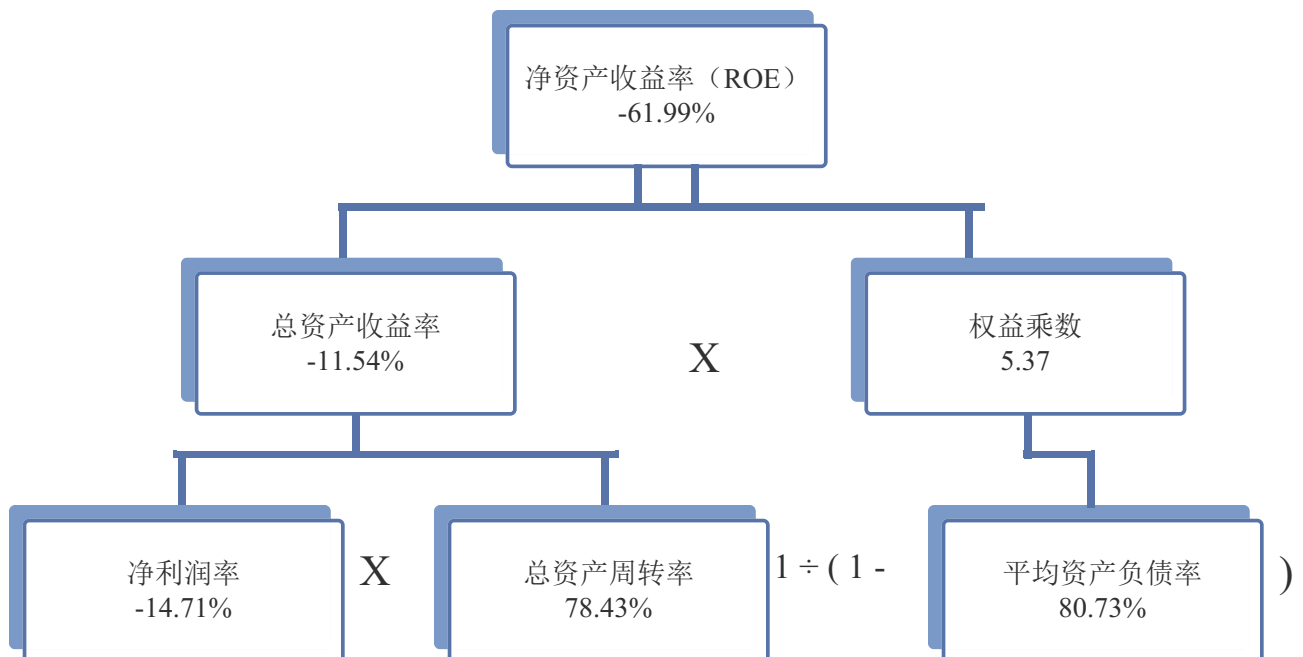 净资产收益率（ROE）
-61.99%
总资产收益率
-11.54%
X
权益乘数
5.37
净利润率
-14.71%
X
总资产周转率
78.43%
1 ÷ ( 1 -
平均资产负债率
80.73%
)